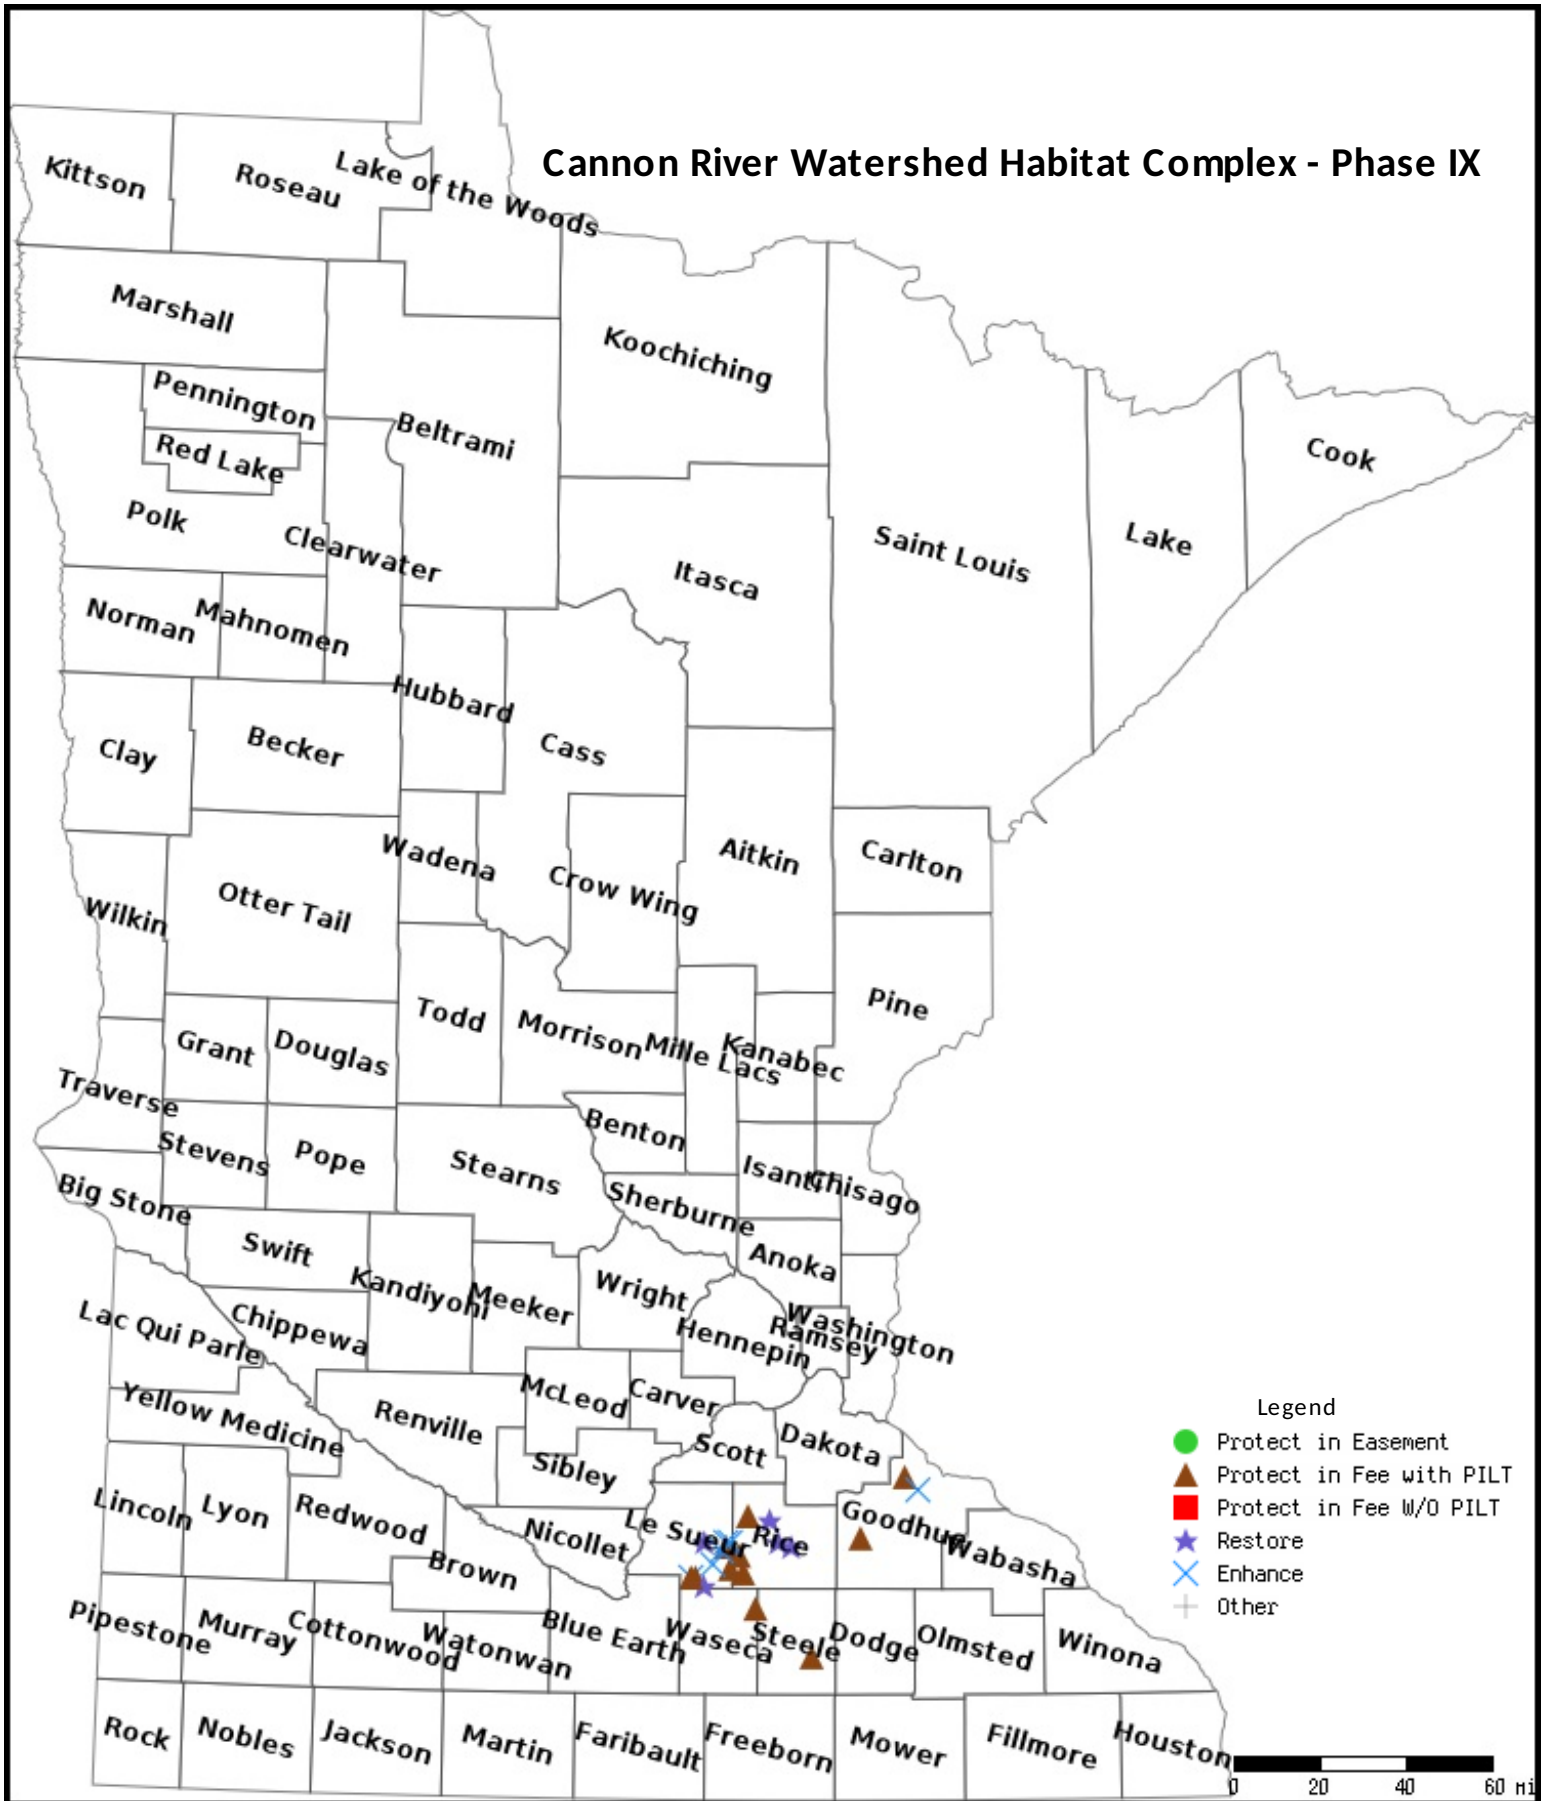 Cannon River Watershed Habitat Complex - Phase IX
Kittson
Roseau
Lake of the Woods
Marshall
Koochiching
Pennington
Beltrami
Red Lake
Cook
Polk
Clearwater
Saint Louis
Lake
Itasca
Norman
Mahnomen
Hubbard
Clay
Becker
Cass
Wadena
Aitkin
Carlton
Otter Tail
Crow Wing
Wilkin
Pine
Todd
Morrison
Grant
Douglas
Mille Lacs
Kanabec
Traverse
Benton
Stevens
Pope
Stearns
Isanti
Chisago
Big Stone
Sherburne
Swift
Anoka
Kandiyohi
Meeker
Wright
Lac Qui Parle
Chippewa
Hennepin
Ramsey
Washington
Yellow Medicine
McLeod
Carver
Renville
Scott
Dakota
Sibley
Lincoln
Lyon
Redwood
Nicollet
Le Sueur
Rice
Goodhue
Wabasha
Brown
Pipestone
Murray
Cottonwood
Watonwan
Blue Earth
Waseca
Steele
Dodge
Olmsted
Winona
Rock
Nobles
Jackson
Martin
Faribault
Freeborn
Mower
Fillmore
Houston
Legend
Protect in Easement
Protect in Fee with PILT
Protect in Fee W/O PILT
Restore
Enhance
Other
0 20 40 60 mi